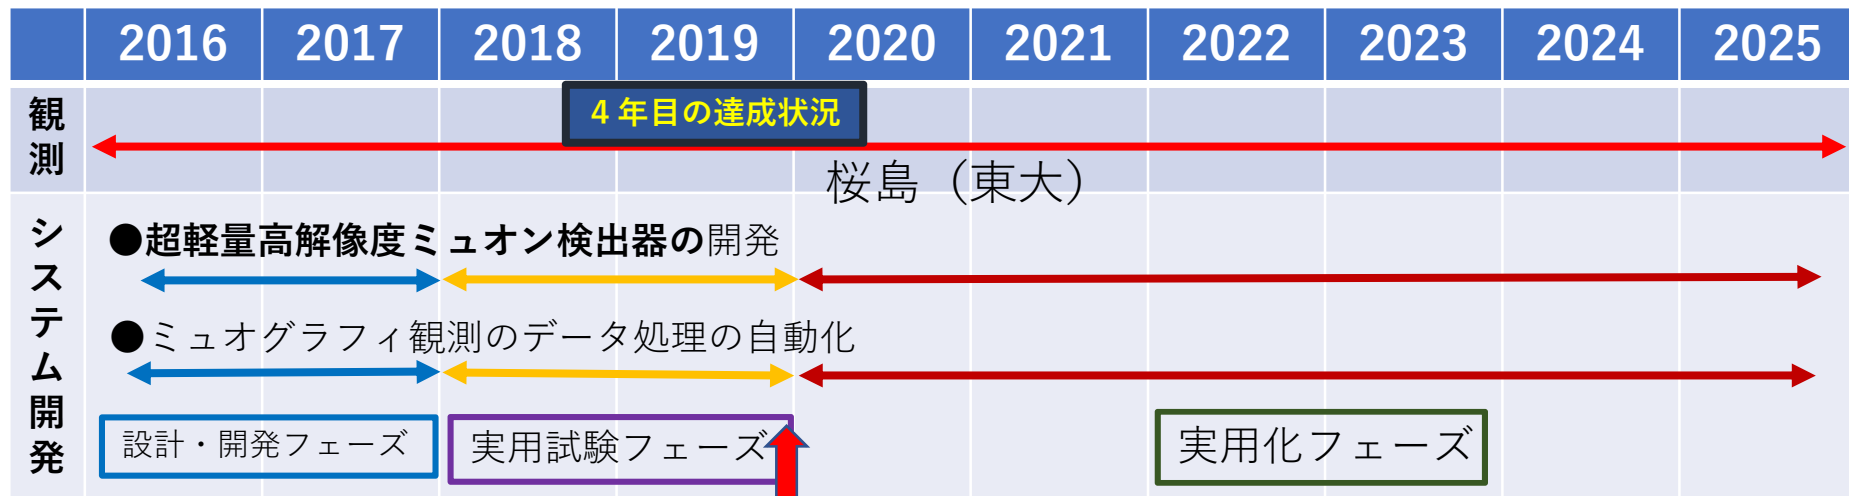 2016 2017 2018 2019 2020 2021 2022 2023 2024 2025
観測
4年目の達成状況
桜島（東大）
システム開発
●超軽量高解像度ミュオン検出器の開発
●ミュオグラフィ観測のデータ処理の自動化
設計・開発フェーズ
実用試験フェーズ
実用化フェーズ